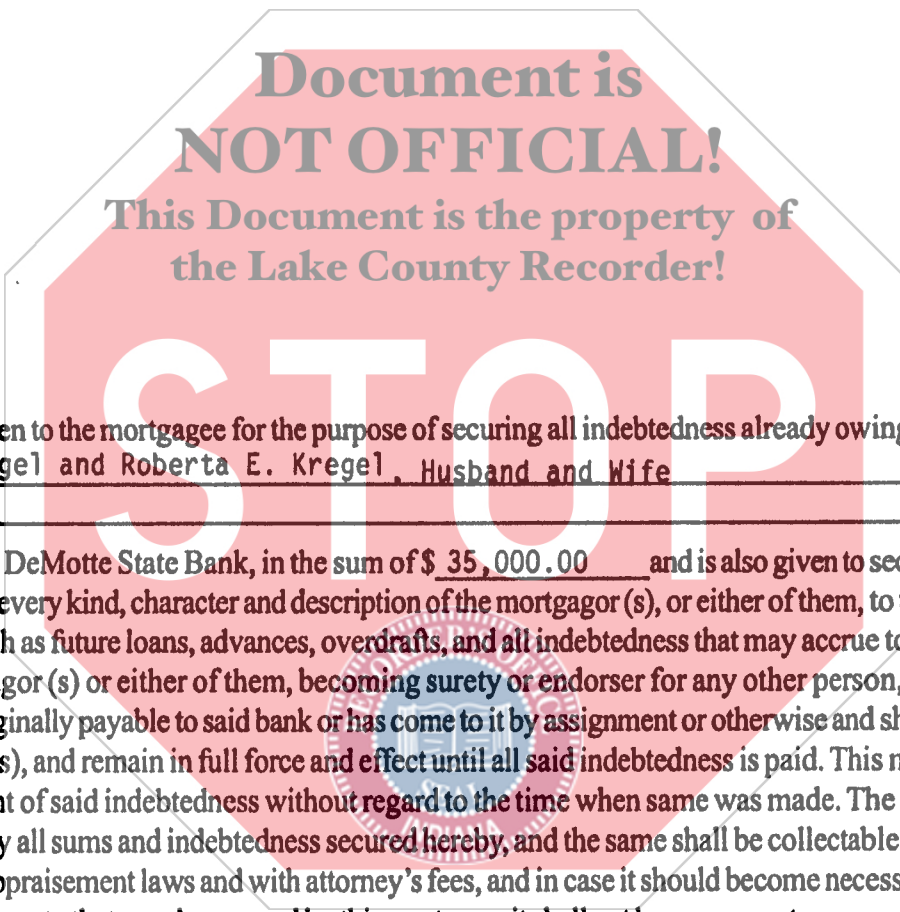 Document is
NOT OFFICIAL!
This Document is the property of
the Lake County Recorder!
STOP
en to the mortgagee for the purpose of securing all indebtedness already owing
gel and Roberta E. Kregel, Husband and Wife
DeMotte State Bank, in the sum of $ 35,000.00 and is also given to sec
every kind, character and description of the mortgagor (s), or either of them, to
h as future loans, advances, overdrafts, and all indebtedness that may accrue to
gor (s) or either of them, becoming surety or endorser for any other person,
ginally payable to said bank or has come to it by assignment or otherwise and sh
s), and remain in full force and effect until all said indebtedness is paid. This
t of said indebtedness without regard to the time when same was made. The
y all sums and indebtedness secured hereby, and the same shall be collectable
ppraisement laws and with attorney's fees, and in case it should become necess
SEAL
INDIANA